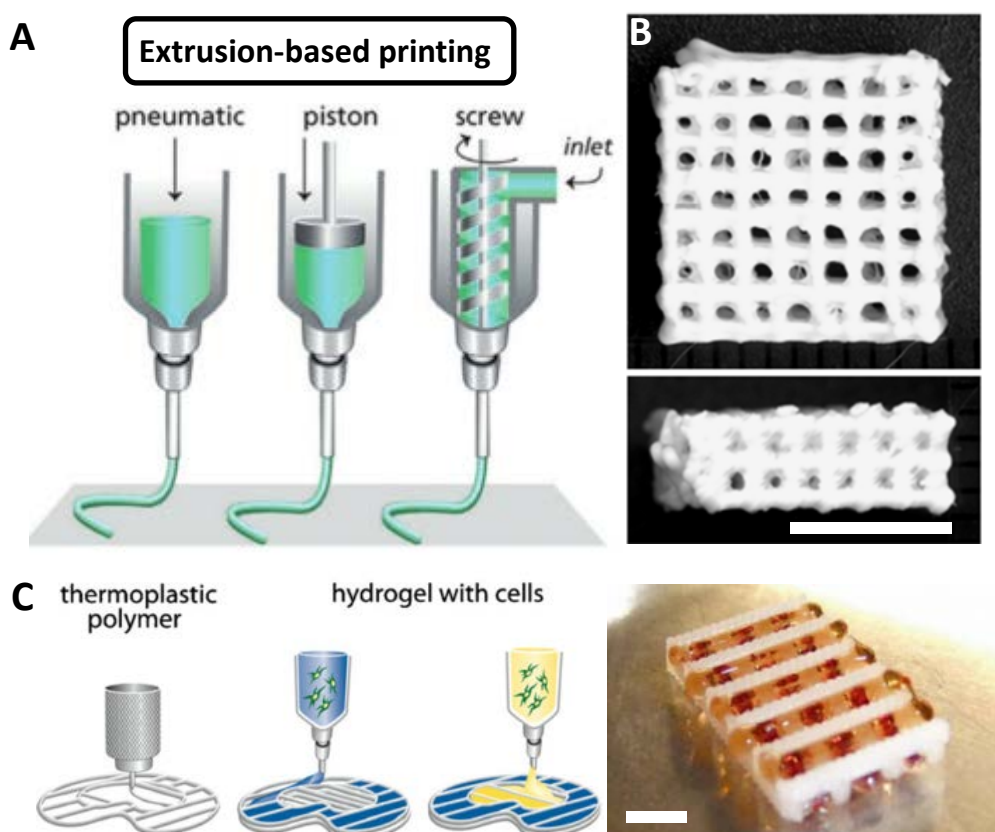 A
Extrusion-based printing
B
pneumatic
piston
screw
inlet
C
thermoplastic
polymer
hydrogel with cells